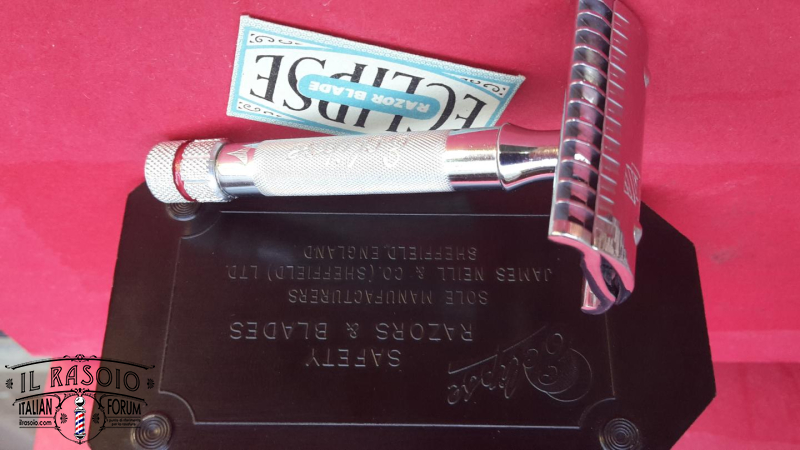 ECLIPSE
RAZOR BLADE
Eclipse
SAFETY
RAZORS & BLADES
SOLE MANUFACTURERS
JAMES NEILL & CO. (SHEFFIELD) LTD.
SHEFFIELD, ENGLAND
IL RASOIO
ITALIAN FORUM
ilrasoio.com